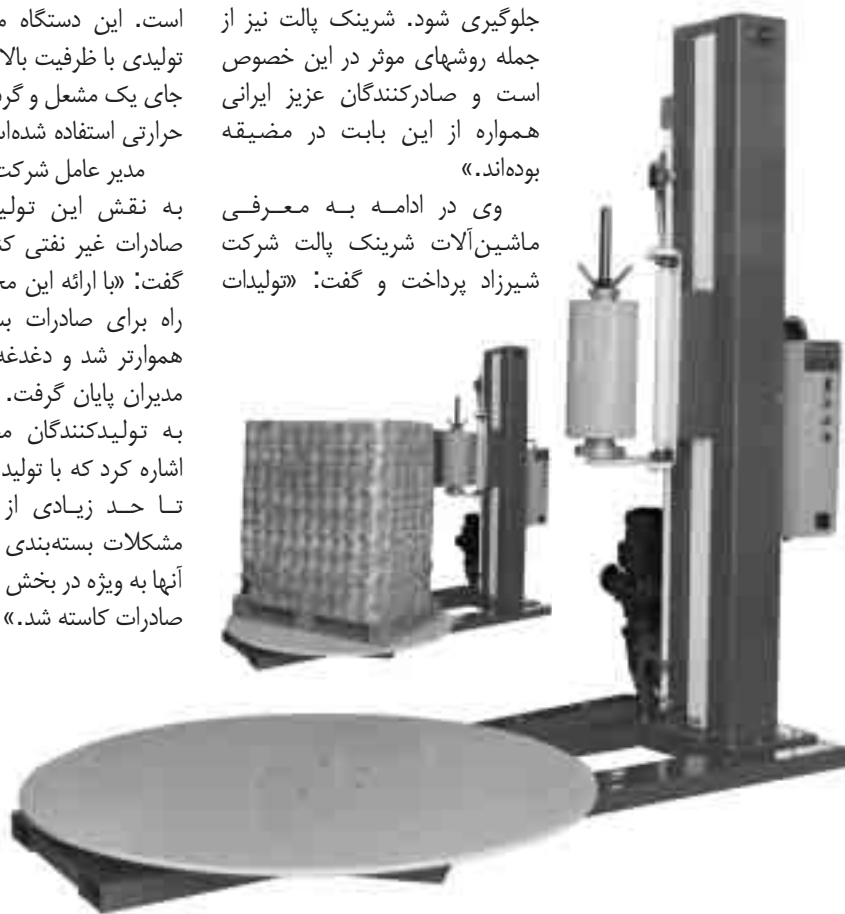 جلوگیری شود. شرینک پالت نیز از
جمله روشهای موثر در این خصوص
است و صادرکنندگان عزیز ایرانی
همواره از این بابت در مضیقه
بوده‌اند.»
وی در ادامه به معرفی
ماشین‌آلات شرینک پالت شرکت
شیرزاد پرداخت و گفت: «تولیدات
است. این دستگاه
تولیدی با ظرفیت بالا
جای یک مشعل و
حرارتی استفاده
مدیر عامل شرکت
به نقش این
صادرات غیر نفتی
گفت: «با ارائه این
راه برای صادرات
هموارتر شد و دغدغه
مدیران پایان گرفت.
به تولیدکنندگان
اشاره کرد که با تولید
تا حد زیادی از
مشکلات بسته‌بندی
آنها به ویژه در بخش
صادرات کاسته شد.»